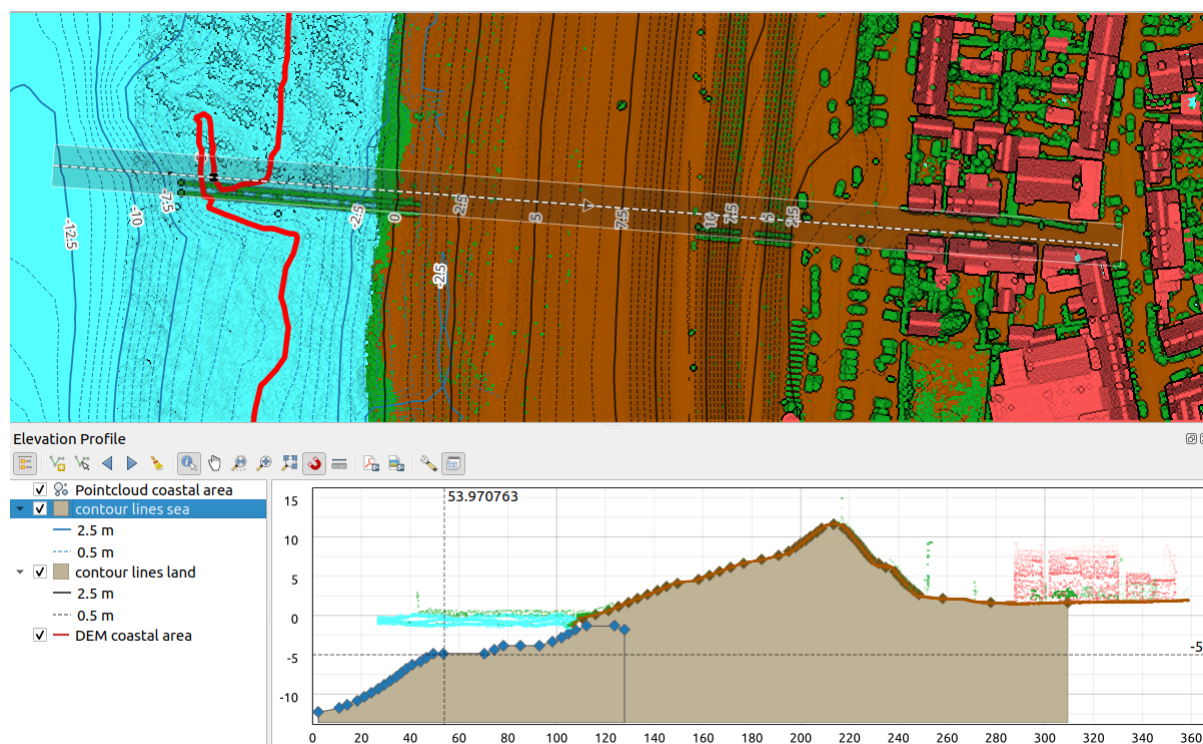 -12.5
-10
-7.5
-2.5
0
-2.5
2.5
5
7.5
10
7.5
5
2.5
Elevation Profile
Pointcloud coastal area
contour lines sea
2.5 m
0.5 m
contour lines land
2.5 m
0.5 m
DEM coastal area
53.970763
15
10
5
0
-5
-10
-5
0 20 40 60 80 100 120 140 160 180 200 220 240 260 280 300 320 340 360